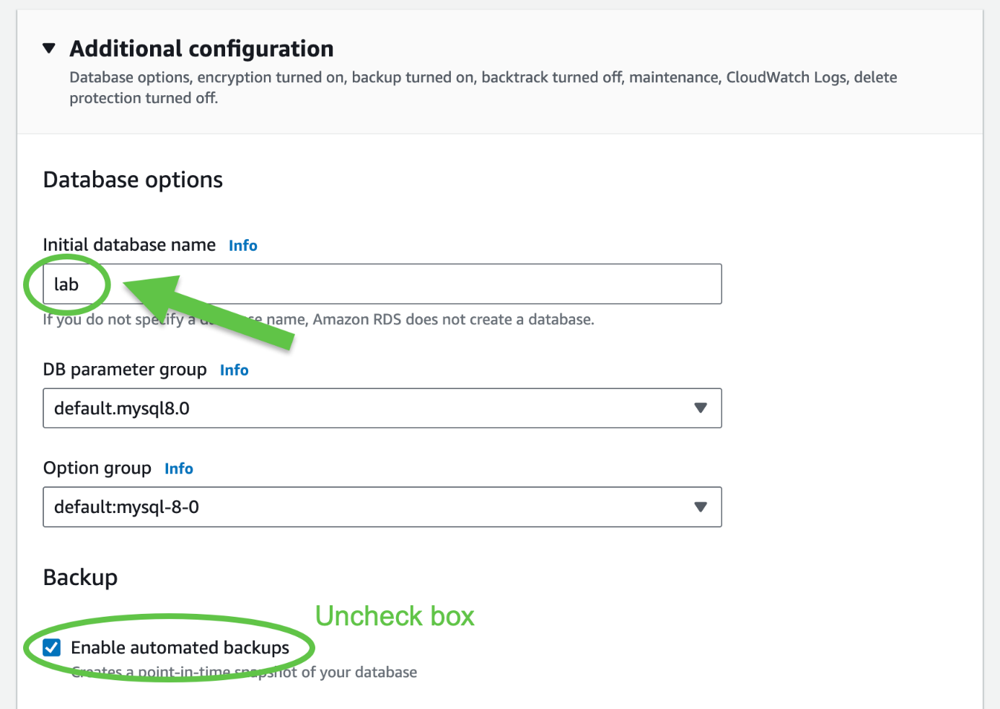 Additional configuration
Database options, encryption turned on, backup turned on, backtrack turned off, maintenance, CloudWatch Logs, delete
protection turned off.
Database options
Initial database name Info
lab
If you do not specify a database name, Amazon RDS does not create a database.
DB parameter group Info
default.mysql8.0
Option group Info
default:mysql-8-0
Backup
Uncheck box
Enable automated backups
Creates a point-in-time snapshot of your database